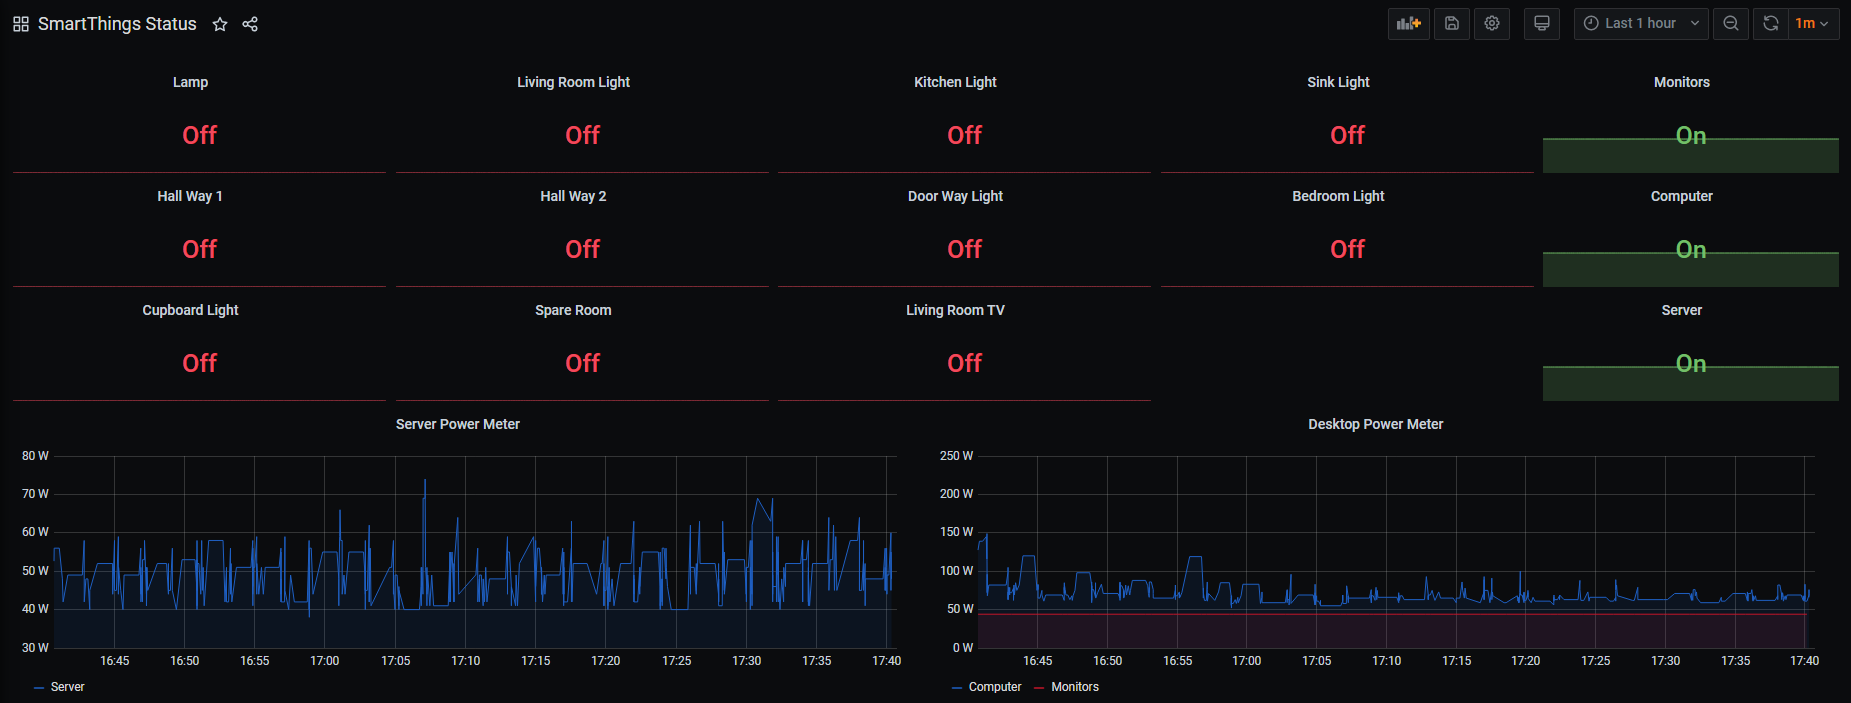 SmartThings Status
Last 1 hour
1m
Lamp
Living Room Light
Kitchen Light
Sink Light
Monitors
Off
Off
Off
Off
On
Hall Way 1
Hall Way 2
Door Way Light
Bedroom Light
Computer
Off
Off
Off
Off
On
Cupboard Light
Spare Room
Living Room TV
Server
Off
Off
Off
On
Server Power Meter
80 W
70 W
60 W
50 W
40 W
30 W
16:45 16:50 16:55 17:00 17:05 17:10 17:15 17:20 17:25 17:30 17:35 17:40
Server
Desktop Power Meter
250 W
200 W
150 W
100 W
50 W
0 W
16:45 16:50 16:55 17:00 17:05 17:10 17:15 17:20 17:25 17:30 17:35 17:40
Computer Monitors